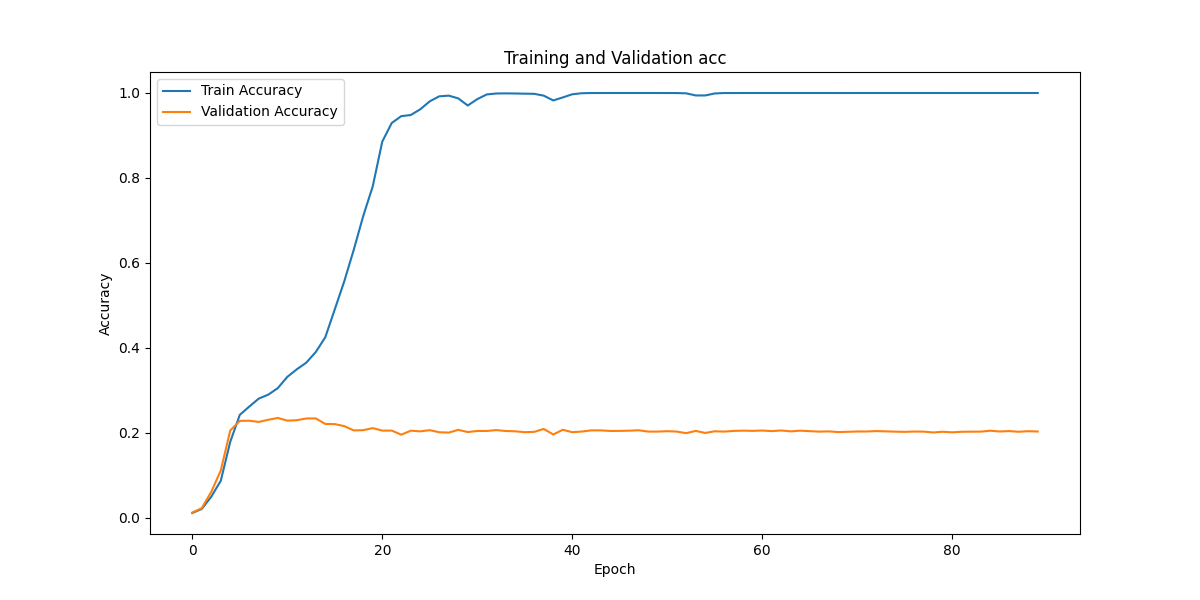 Training and Validation acc
Train Accuracy
Validation Accuracy
1.0
0.8
0.6
0.4
0.2
0.0
Accuracy
0 20 40 60 80
Epoch